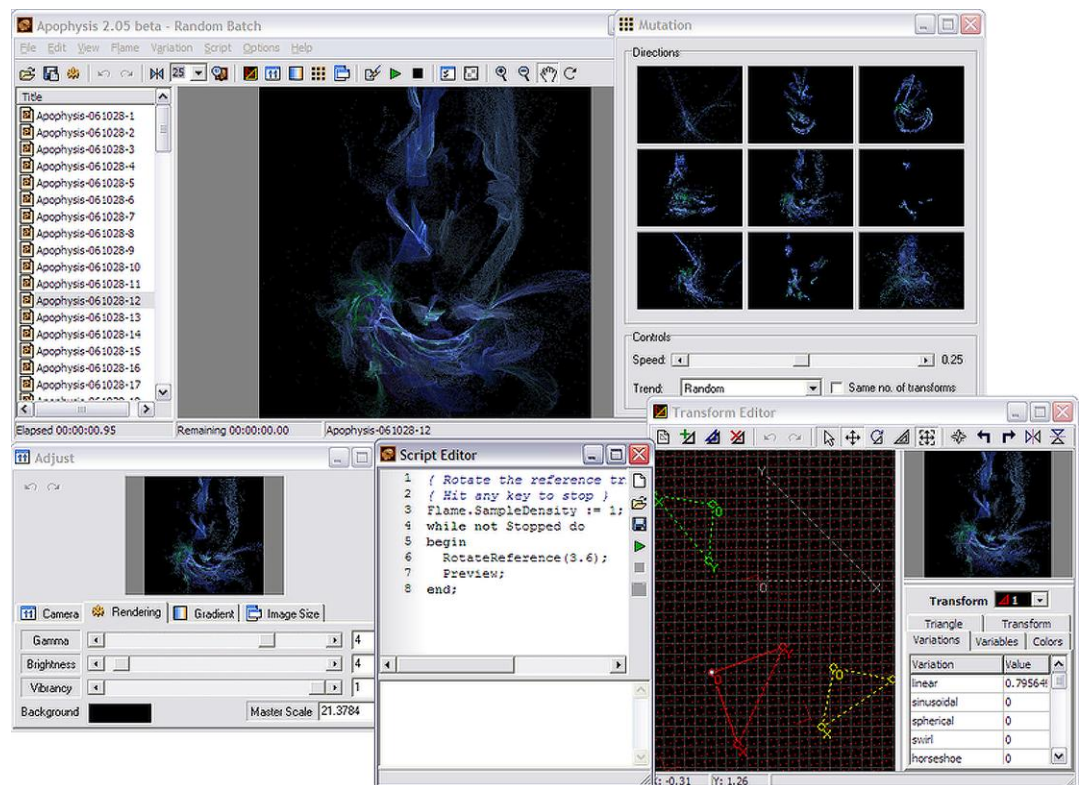 Apophysis 2.05 beta - Random Batch
File Edit View Flame Variation Script Options Help
25
Title
Apophysis-061028-1
Apophysis-061028-2
Apophysis-061028-3
Apophysis-061028-4
Apophysis-061028-5
Apophysis-061028-6
Apophysis-061028-7
Apophysis-061028-8
Apophysis-061028-9
Apophysis-061028-10
Apophysis-061028-11
Apophysis-061028-12
Apophysis-061028-13
Apophysis-061028-14
Apophysis-061028-15
Apophysis-061028-16
Apophysis-061028-17
Elapsed 00:00:00.95 Remaining 00:00:00.00 Apophysis-061028-12
Mutation
Directions
Controls
Speed: 0.25
Trend: Random Same no. of transforms
Adjust
Camera Rendering Gradient Image Size
Gamma 4
Brightness 4
Vibrancy 1
Background Master Scale 21.3784
Script Editor
1 { Rotate the reference tr
2 { Hit any key to stop }
3 Flame.SampleDensity := 1;
4 while not Stopped do
5 begin
6 RotateReference(3.6);
7 Preview;
8 end;
Transform Editor
Y
X O
Y
O X
Y
O
X
Y
O
X
Transform 1
Triangle Transform
Variations Variables Colors
Variation Value
linear 0.79564
sinusoidal 0
spherical 0
swirl 0
horseshoe 0
X: -0.31 Y: 1.26